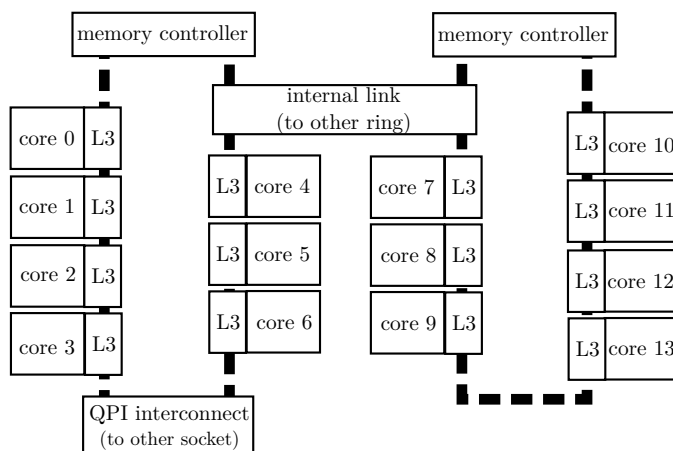 memory controller
memory controller
internal link
(to other ring)
core 0 L3
L3 core 10
L3 core 4
core 7 L3
core 1 L3
L3 core 11
L3 core 5
core 8 L3
core 2 L3
L3 core 12
L3 core 6
core 9 L3
core 3 L3
L3 core 13
QPI interconnect
(to other socket)